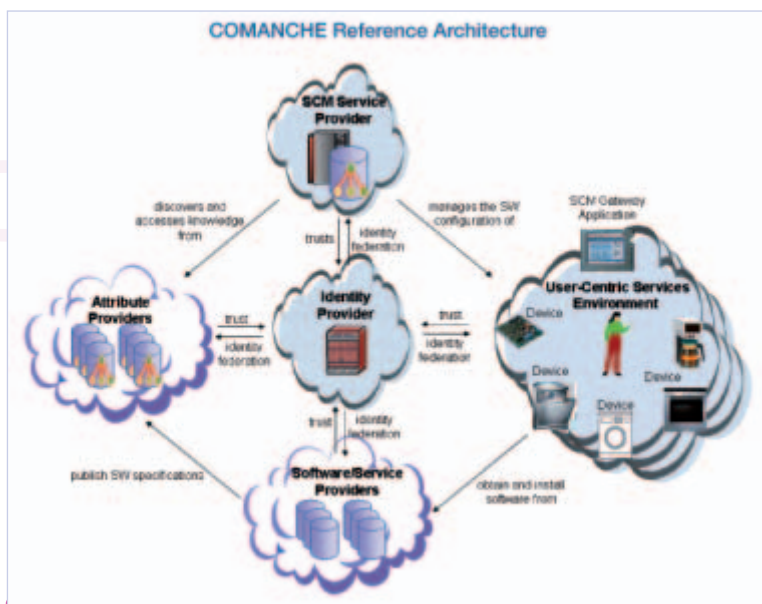 COMANCHE Reference Architecture
SCM Service
Provider
discovers and
accesses knowledge
from
trusts
identity
federation
manages the SW
configuration of
SCM Gateway
Application
Attribute
Providers
trust
identity
federation
Identity
Provider
trust
identity
federation
User-Centric Services
Environment
Device
Device
Device
Device
trust
identity
federation
publish SW specifications
Software/Service
Providers
obtain and install
software from